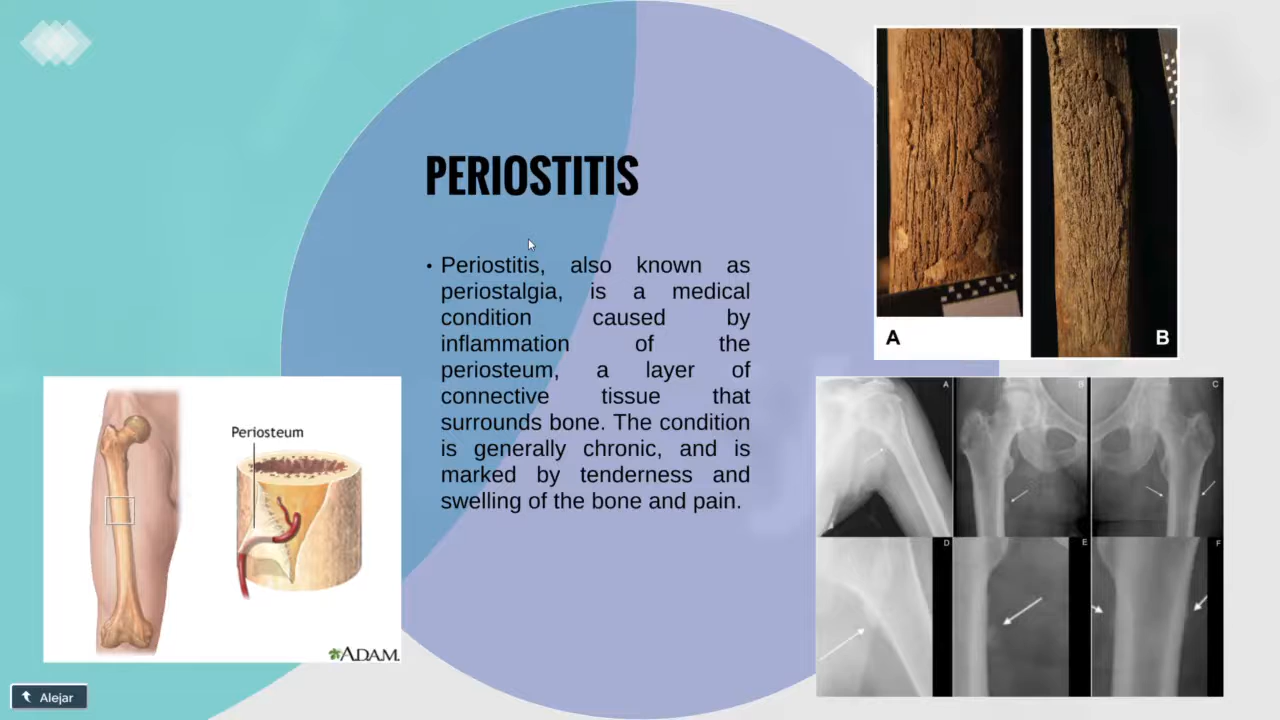 PERIOSTITIS
• Periostitis, also known as
periostalgia, is a medical
condition caused by
inflammation of the
periosteum, a layer of
connective tissue that
surrounds bone. The condition
is generally chronic, and is
marked by tenderness and
swelling of the bone and pain.
A B
A B C
D E F
Periosteum
ADAM.
Alejar